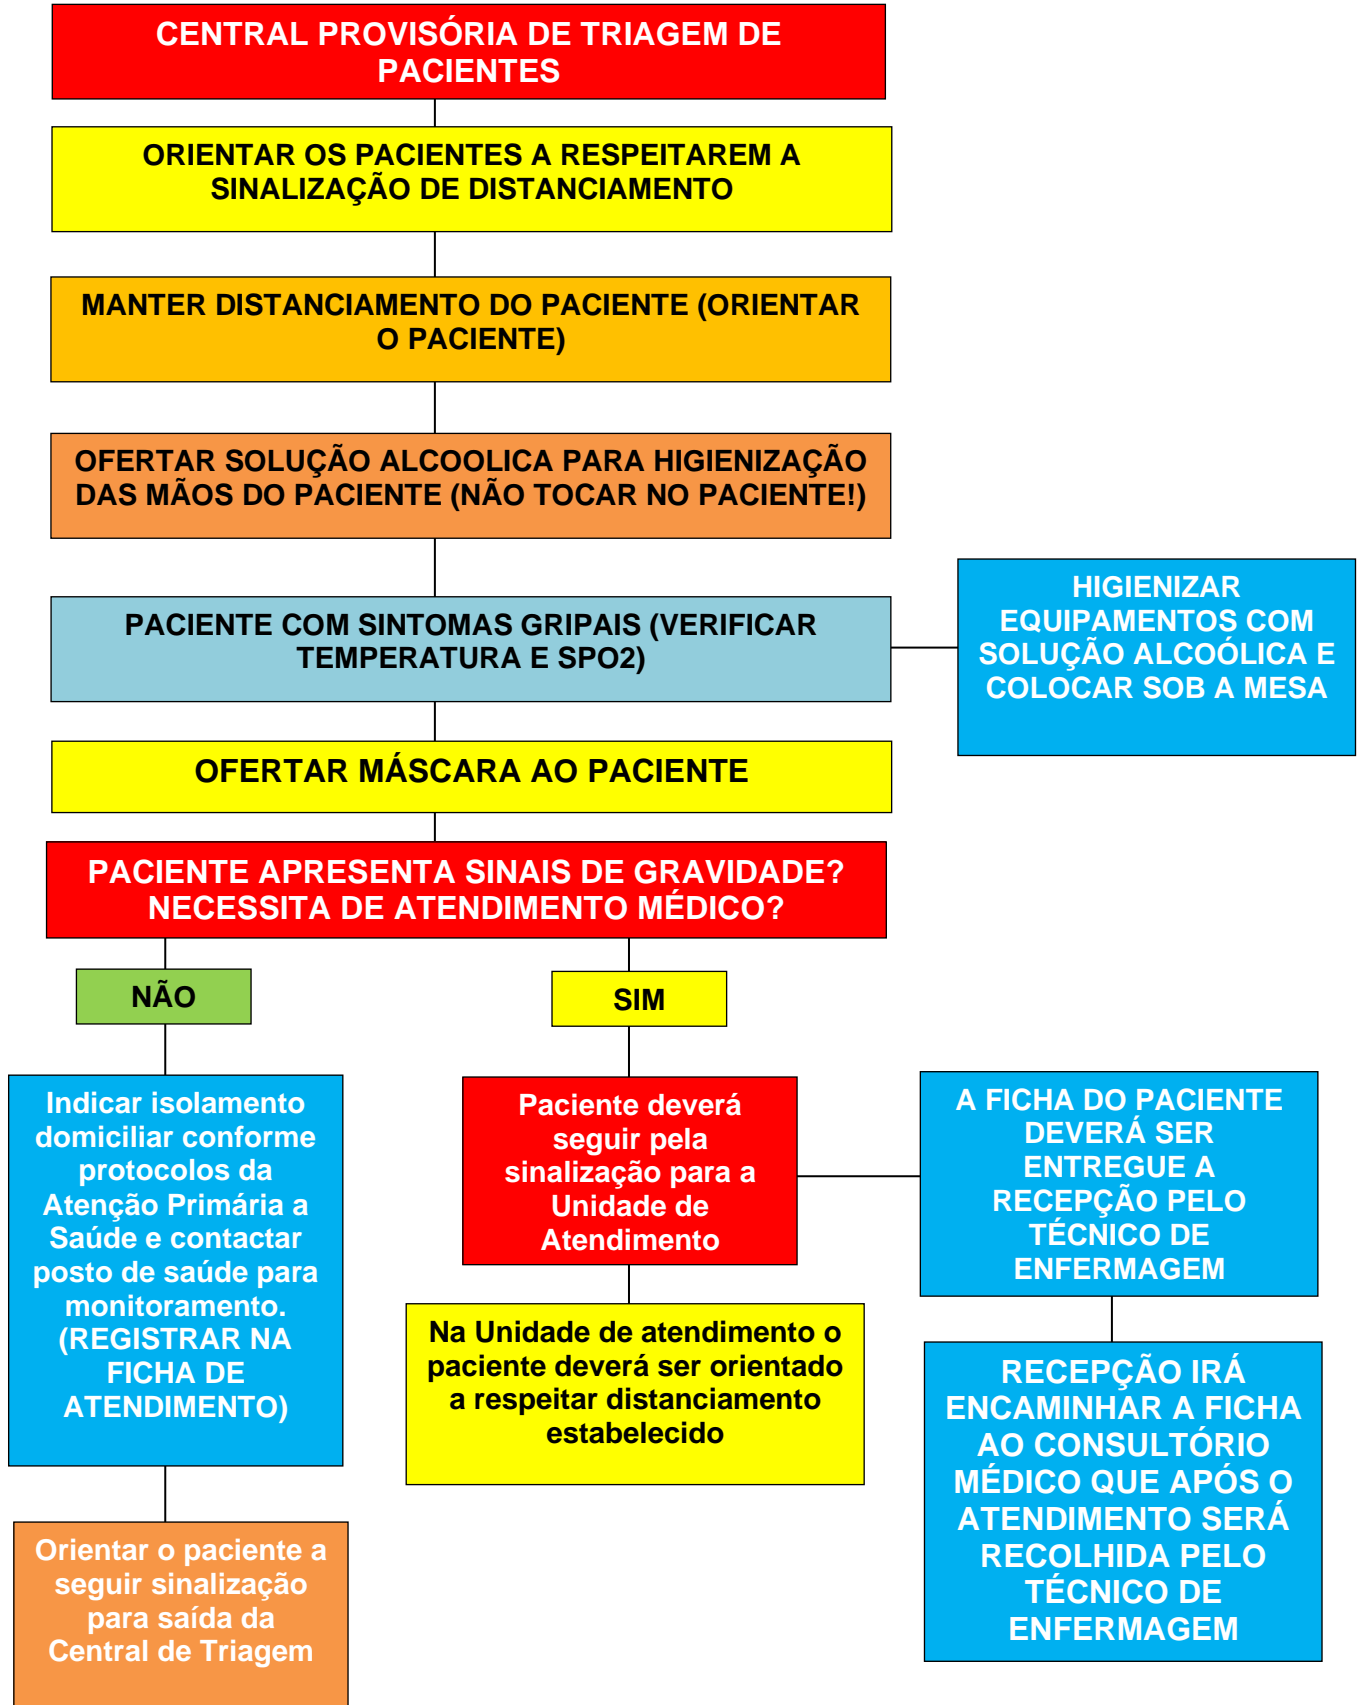 CENTRAL PROVISÓRIA DE TRIAGEM DE
PACIENTES
ORIENTAR OS PACIENTES A RESPEITAREM A
SINALIZAÇÃO DE DISTANCIAMENTO
MANTER DISTANCIAMENTO DO PACIENTE (ORIENTAR
O PACIENTE)
OFERTAR SOLUÇÃO ALCOOLICA PARA HIGIENIZAÇÃO
DAS MÃOS DO PACIENTE (NÃO TOCAR NO PACIENTE!)
PACIENTE COM SINTOMAS GRIPAIS (VERIFICAR
TEMPERATURA E SPO2)
HIGIENIZAR
EQUIPAMENTOS COM
SOLUÇÃO ALCOÓLICA E
COLOCAR SOB A MESA
OFERTAR MÁSCARA AO PACIENTE
PACIENTE APRESENTA SINAIS DE GRAVIDADE?
NECESSITA DE ATENDIMENTO MÉDICO?
NÃO
SIM
Indicar isolamento
domiciliar conforme
protocolos da
Atenção Primária a
Saúde e contactar
posto de saúde para
monitoramento.
(REGISTRAR NA
FICHA DE
ATENDIMENTO)
Orientar o paciente a
seguir sinalização
para saída da
Central de Triagem
Paciente deverá
seguir pela
sinalização para a
Unidade de
Atendimento
Na Unidade de atendimento o
paciente deverá ser orientado
a respeitar distanciamento
estabelecido
A FICHA DO PACIENTE
DEVERÁ SER
ENTREGUE A
RECEPÇÃO PELO
TÉCNICO DE
ENFERMAGEM
RECEPÇÃO IRÁ
ENCAMINHAR A FICHA
AO CONSULTÓRIO
MÉDICO QUE APÓS O
ATENDIMENTO SERÁ
RECOLHIDA PELO
TÉCNICO DE
ENFERMAGEM